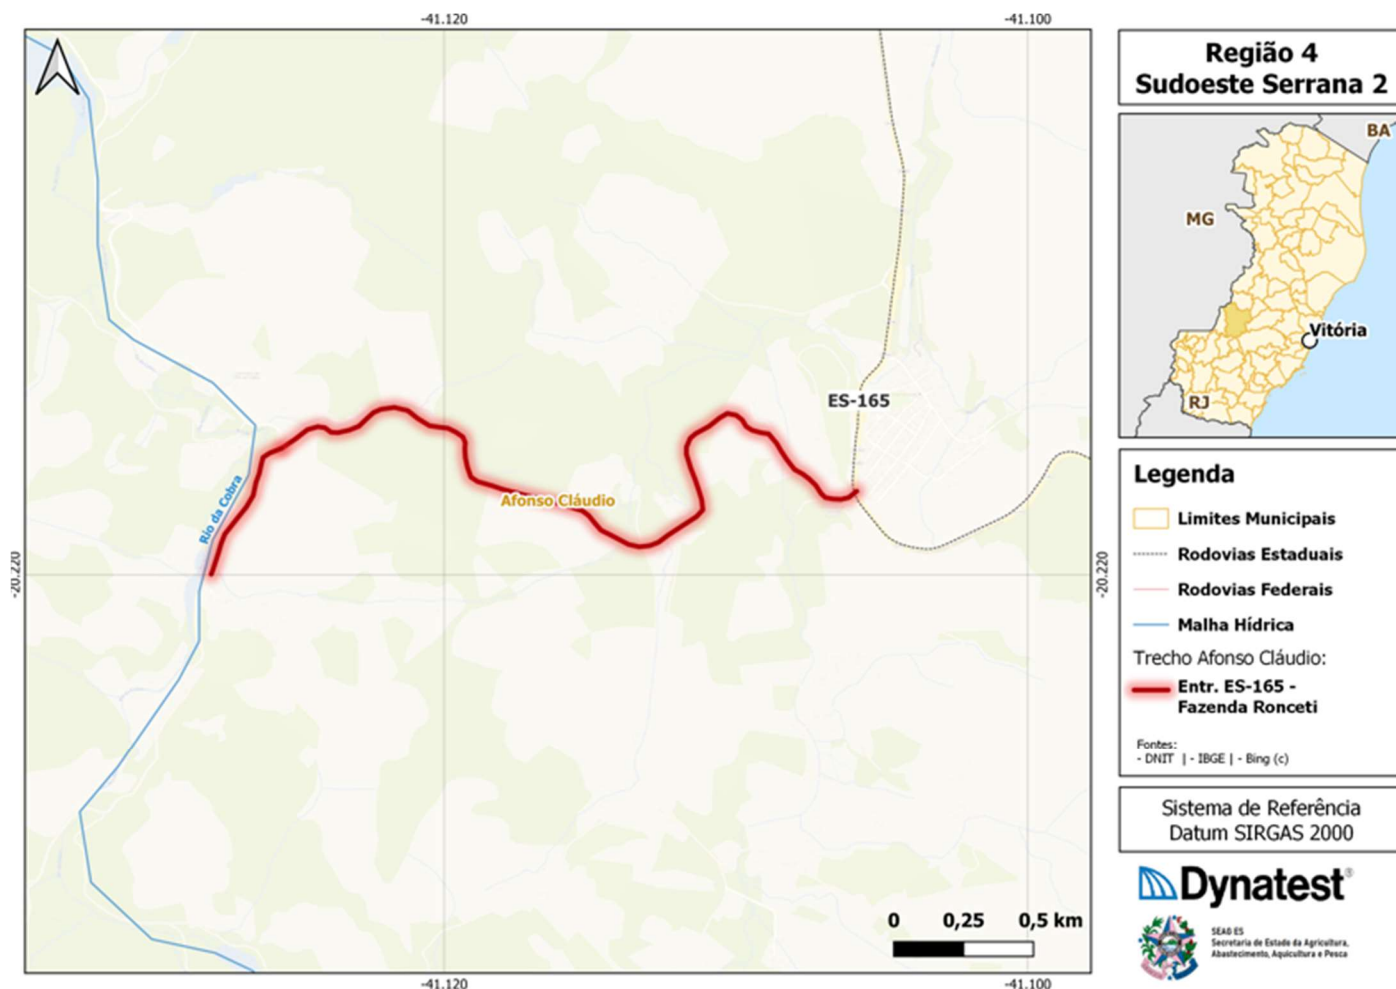 -41.120
-41.100
Região 4
Sudoeste Serrana 2
BA
MG
Vitória
RJ
ES-165
Rio da Cobra
Afonso Cláudio
-20.220
-20.220
Legenda
Limites Municipais
Rodovias Estaduais
Rodovias Federais
Malha Hídrica
Trecho Afonso Cláudio:
Entr. ES-165 -
Fazenda Ronceti
Fontes:
- DNIT | - IBGE | - Bing (c)
Sistema de Referência
Datum SIRGAS 2000
Dynatest®
SEAG ES
Secretaria de Estado da Agricultura,
Abastecimento, Aquicultura e Pesca
0 0,25 0,5 km
-41.120
-41.100